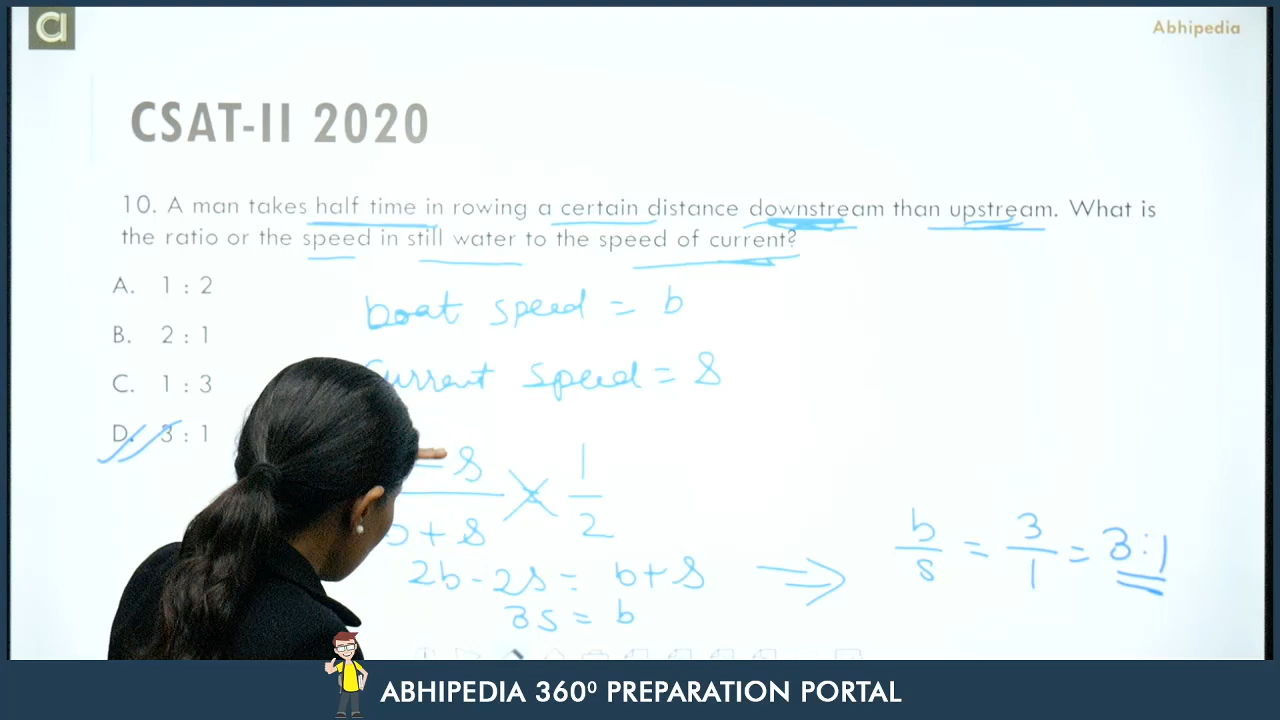 Abhipedia
CSAT-II 2020
10. A man takes half time in rowing a certain distance downstream than upstream. What is
the ratio or the speed in still water to the speed of current?
A. 1 : 2
B. 2 : 1
C. 1 : 3
D. 3 : 1
boat speed = b
current speed = s
- s 1
b + s 2
2b - 2s = b + s ⇒
3s = b
b/s = 3/1 = 3:1
ABHIPEDIA 360⁰ PREPARATION PORTAL